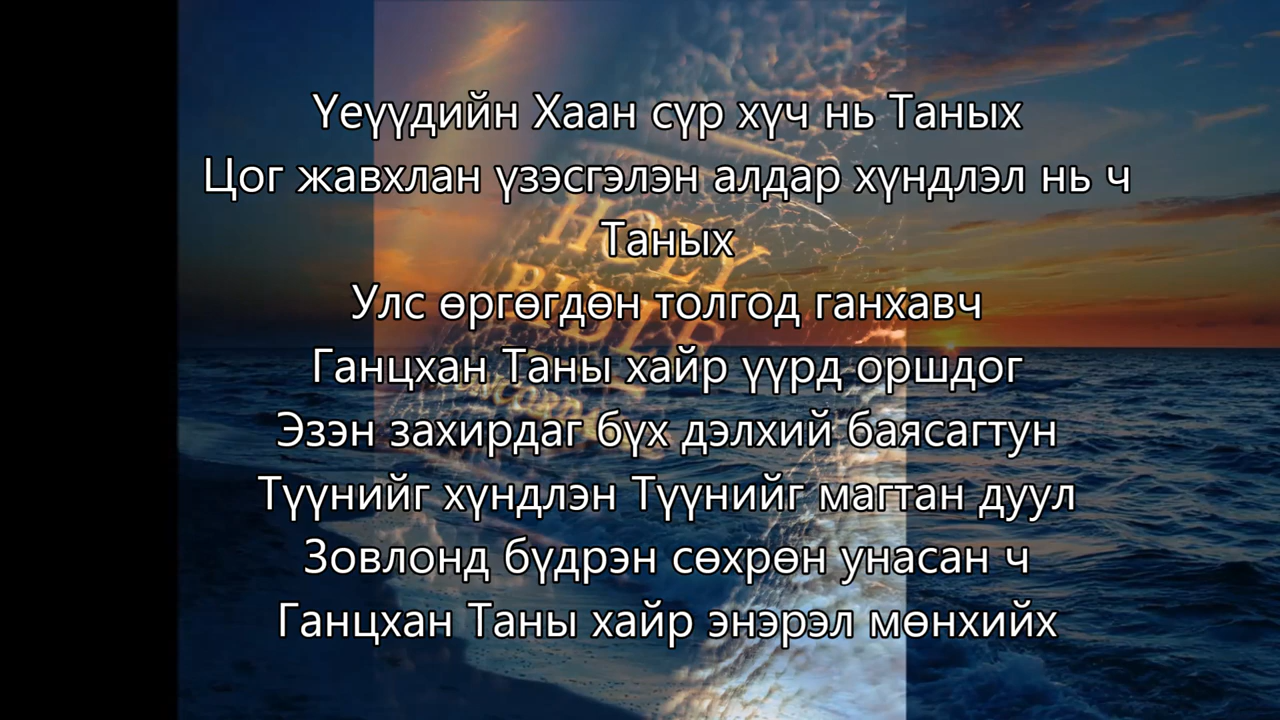 Үеүүдийн Хаан сүр хүч нь Таных
Цог жавхлан үзэсгэлэн алдар хүндлэл нь ч
Таных
Улс өргөгдөн толгод ганхавч
Ганцхан Таны хайр үүрд оршдог
Эзэн захирдаг бүх дэлхий баясагтун
Түүнийг хүндлэн Түүнийг магтан дуул
Зовлонд бүдрэн сөхрөн унасан ч
Ганцхан Таны хайр энэрэл мөнхийх
HOLY
BIBLE